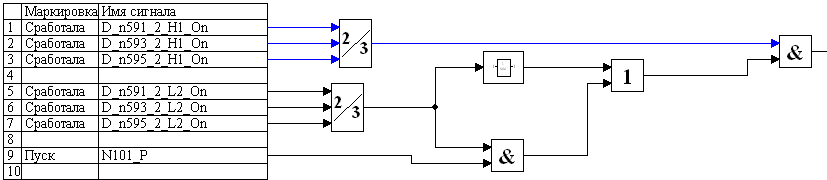 Маркировка Имя сигнала
1 Сработала D_n591_2_H1_On
2 Сработала D_n593_2_H1_On
3 Сработала D_n595_2_H1_On
4
5 Сработала D_n591_2_L2_On
6 Сработала D_n593_2_L2_On
7 Сработала D_n595_2_L2_On
8
9 Пуск N101_P
10
2/3
&
1
2/3
&